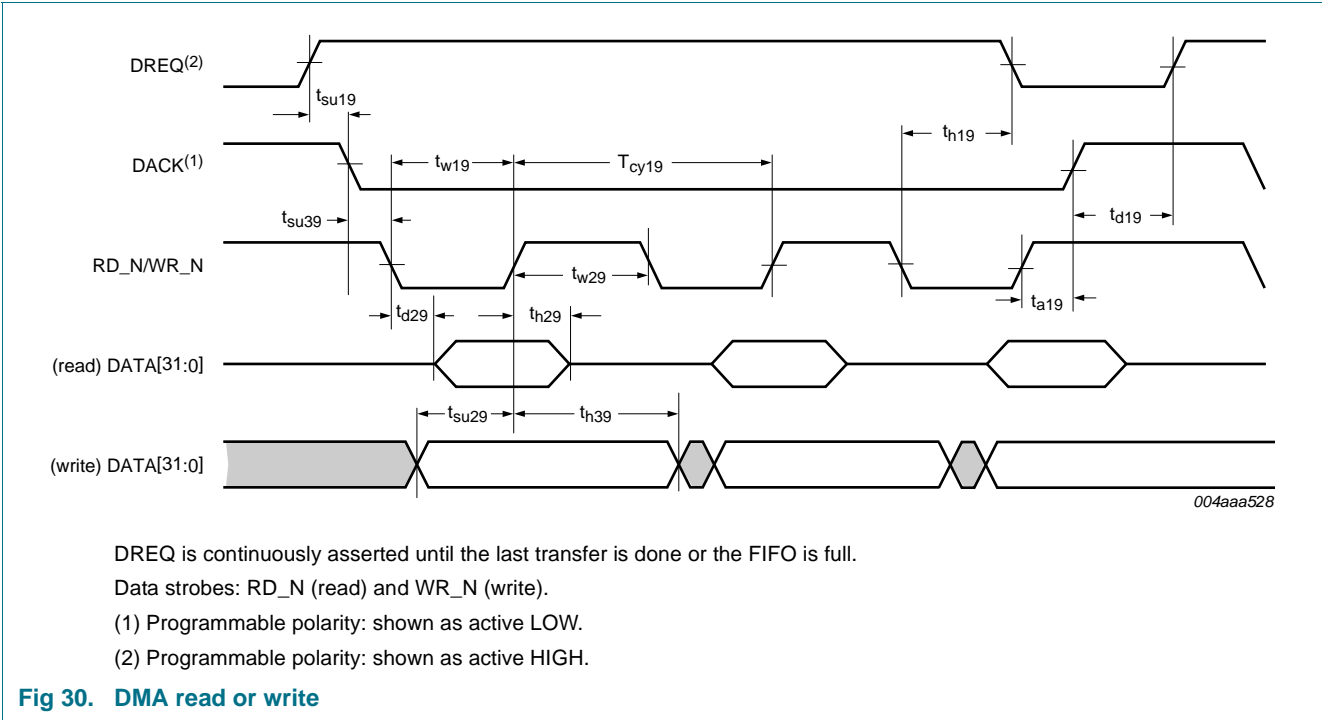 DREQ(2)
tsu19
th19
DACK(1)
tw19
Tcy19
tsu39
td19
RD_N/WR_N
tw29
td29
th29
ta19
(read) DATA[31:0]
tsu29
th39
(write) DATA[31:0]
004aaa528
DREQ is continuously asserted until the last transfer is done or the FIFO is full.
Data strobes: RD_N (read) and WR_N (write).
(1) Programmable polarity: shown as active LOW.
(2) Programmable polarity: shown as active HIGH.
Fig 30. DMA read or write